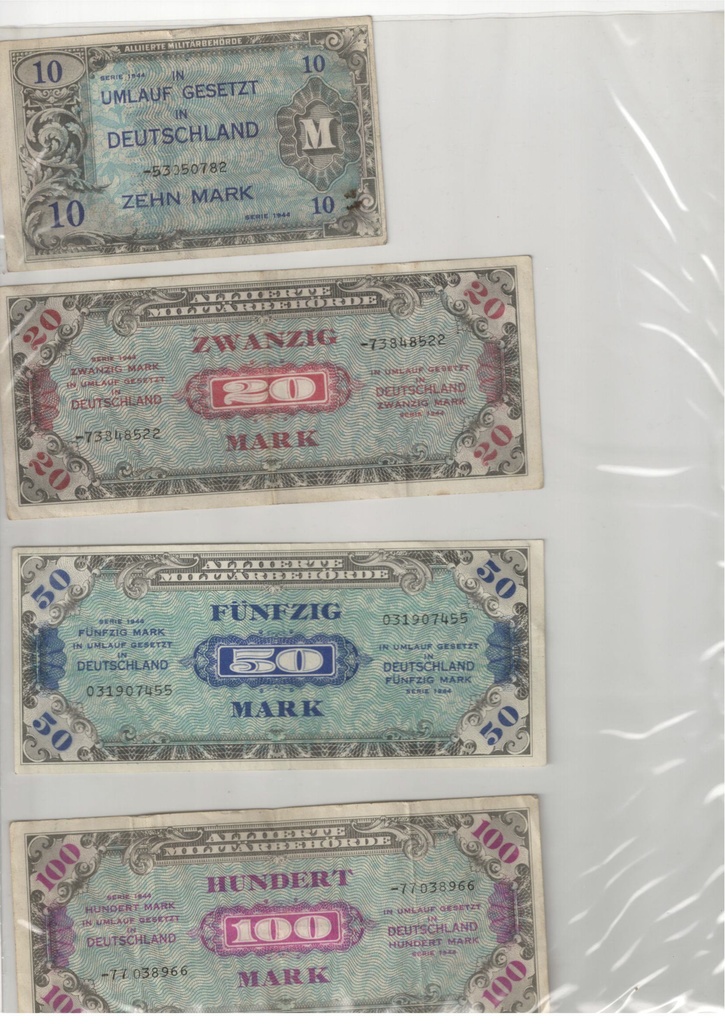 ALLIIERTE MILITÄRBEHÖRDE
10
SERIE 1944
IN
10
UMLAUF GESETZT
IN
DEUTSCHLAND
M
-53050782
ZEHN MARK
10
SERIE 1944
10
ALLIIERTE
MILITÄRBEHÖRDE
20
20
ZWANZIG
-73848522
SERIE 1944
ZWANZIG MARK
IN UMLAUF GESETZT
IN
DEUTSCHLAND
20
IN UMLAUF GESETZT
IN
DEUTSCHLAND
ZWANZIG MARK
SERIE 1944
-73848522
MARK
20
20
ALLIIERTE
MILITÄRBEHÖRDE
50
50
FÜNFZIG
031907455
SERIE 1944
FÜNFZIG MARK
IN UMLAUF GESETZT
IN
DEUTSCHLAND
50
IN UMLAUF GESETZT
IN
DEUTSCHLAND
FÜNFZIG MARK
SERIE 1944
031907455
MARK
50
50
ALLIIERTE
MILITÄRBEHÖRDE
100
100
HUNDERT
-77038966
SERIE 1944
HUNDERT MARK
IN UMLAUF GESETZT
IN
DEUTSCHLAND
100
IN UMLAUF GESETZT
IN
DEUTSCHLAND
HUNDERT MARK
SERIE 1944
-77038966
MARK
100
100